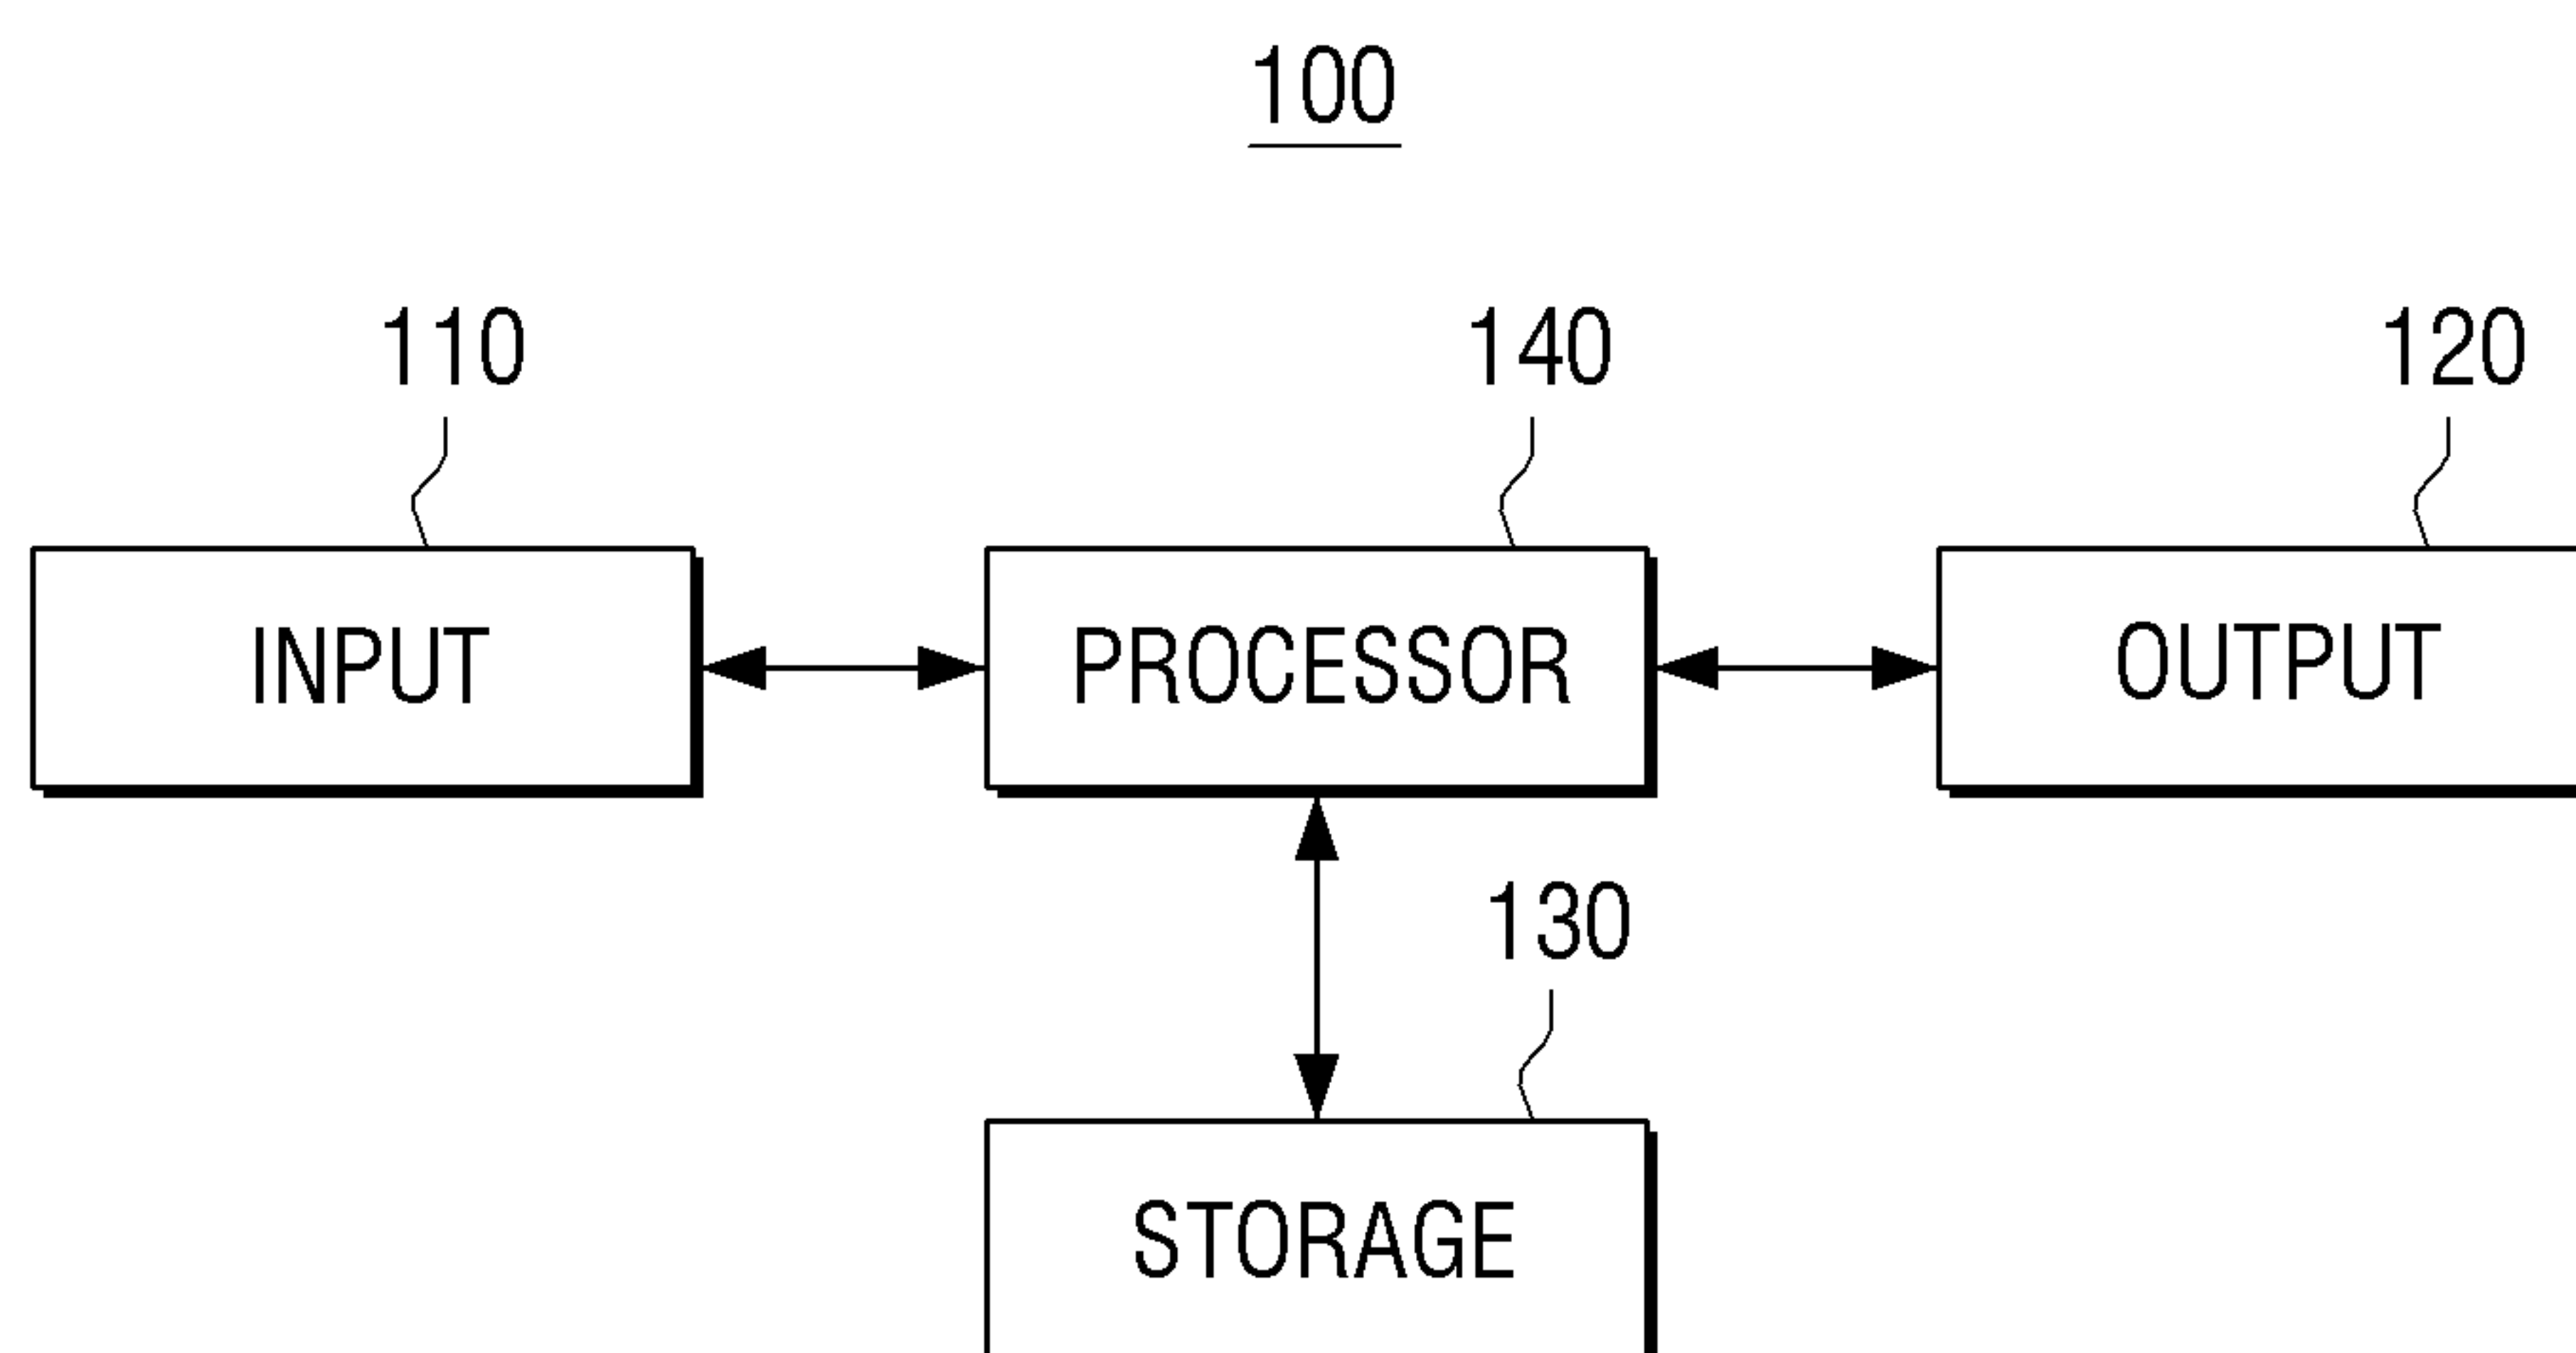 100
110
140
120
INPUT
PROCESSOR
OUTPUT
130
STORAGE